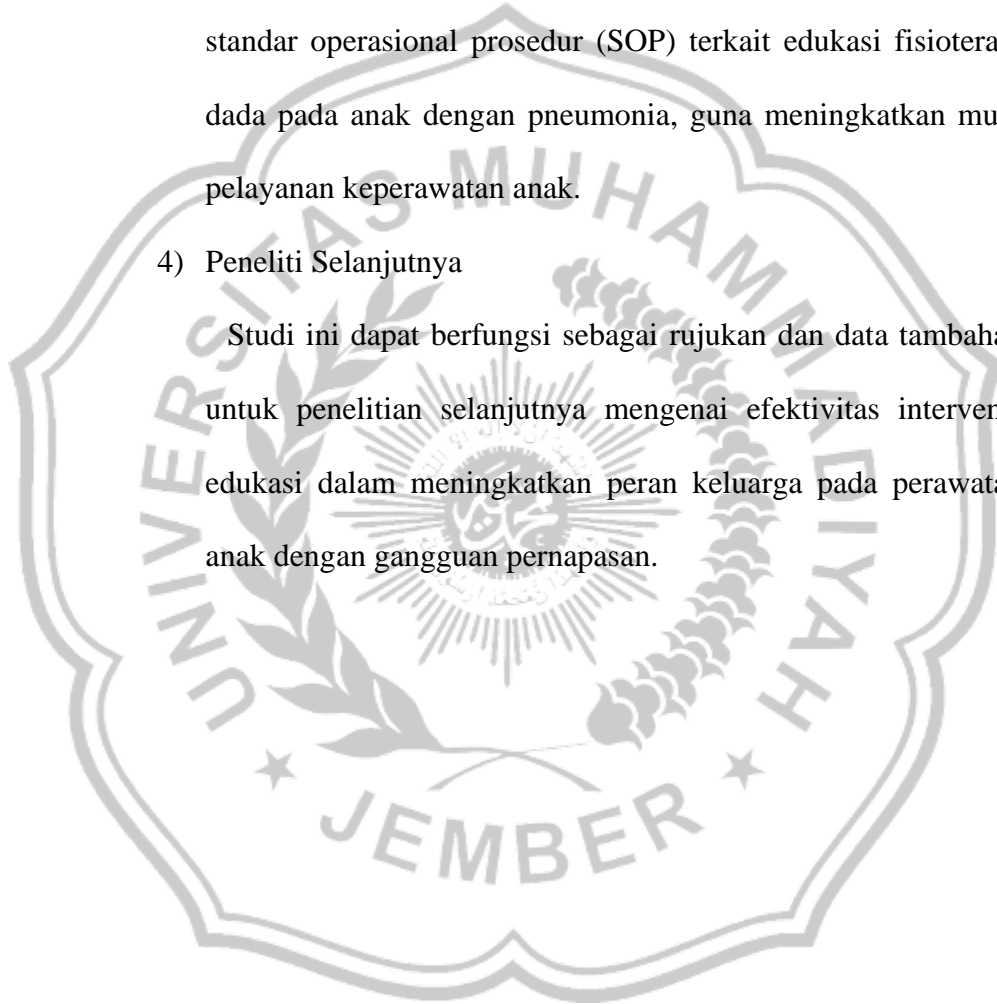 standar operasional prosedur (SOP) terkait edukasi fisiotera
dada pada anak dengan pneumonia, guna meningkatkan mu
pelayanan keperawatan anak.
4) Peneliti Selanjutnya
Studi ini dapat berfungsi sebagai rujukan dan data tambaha
untuk penelitian selanjutnya mengenai efektivitas interven
edukasi dalam meningkatkan peran keluarga pada perawata
anak dengan gangguan pernapasan.
UNIVERSITAS MUHAMMADIYAH
JEMBER